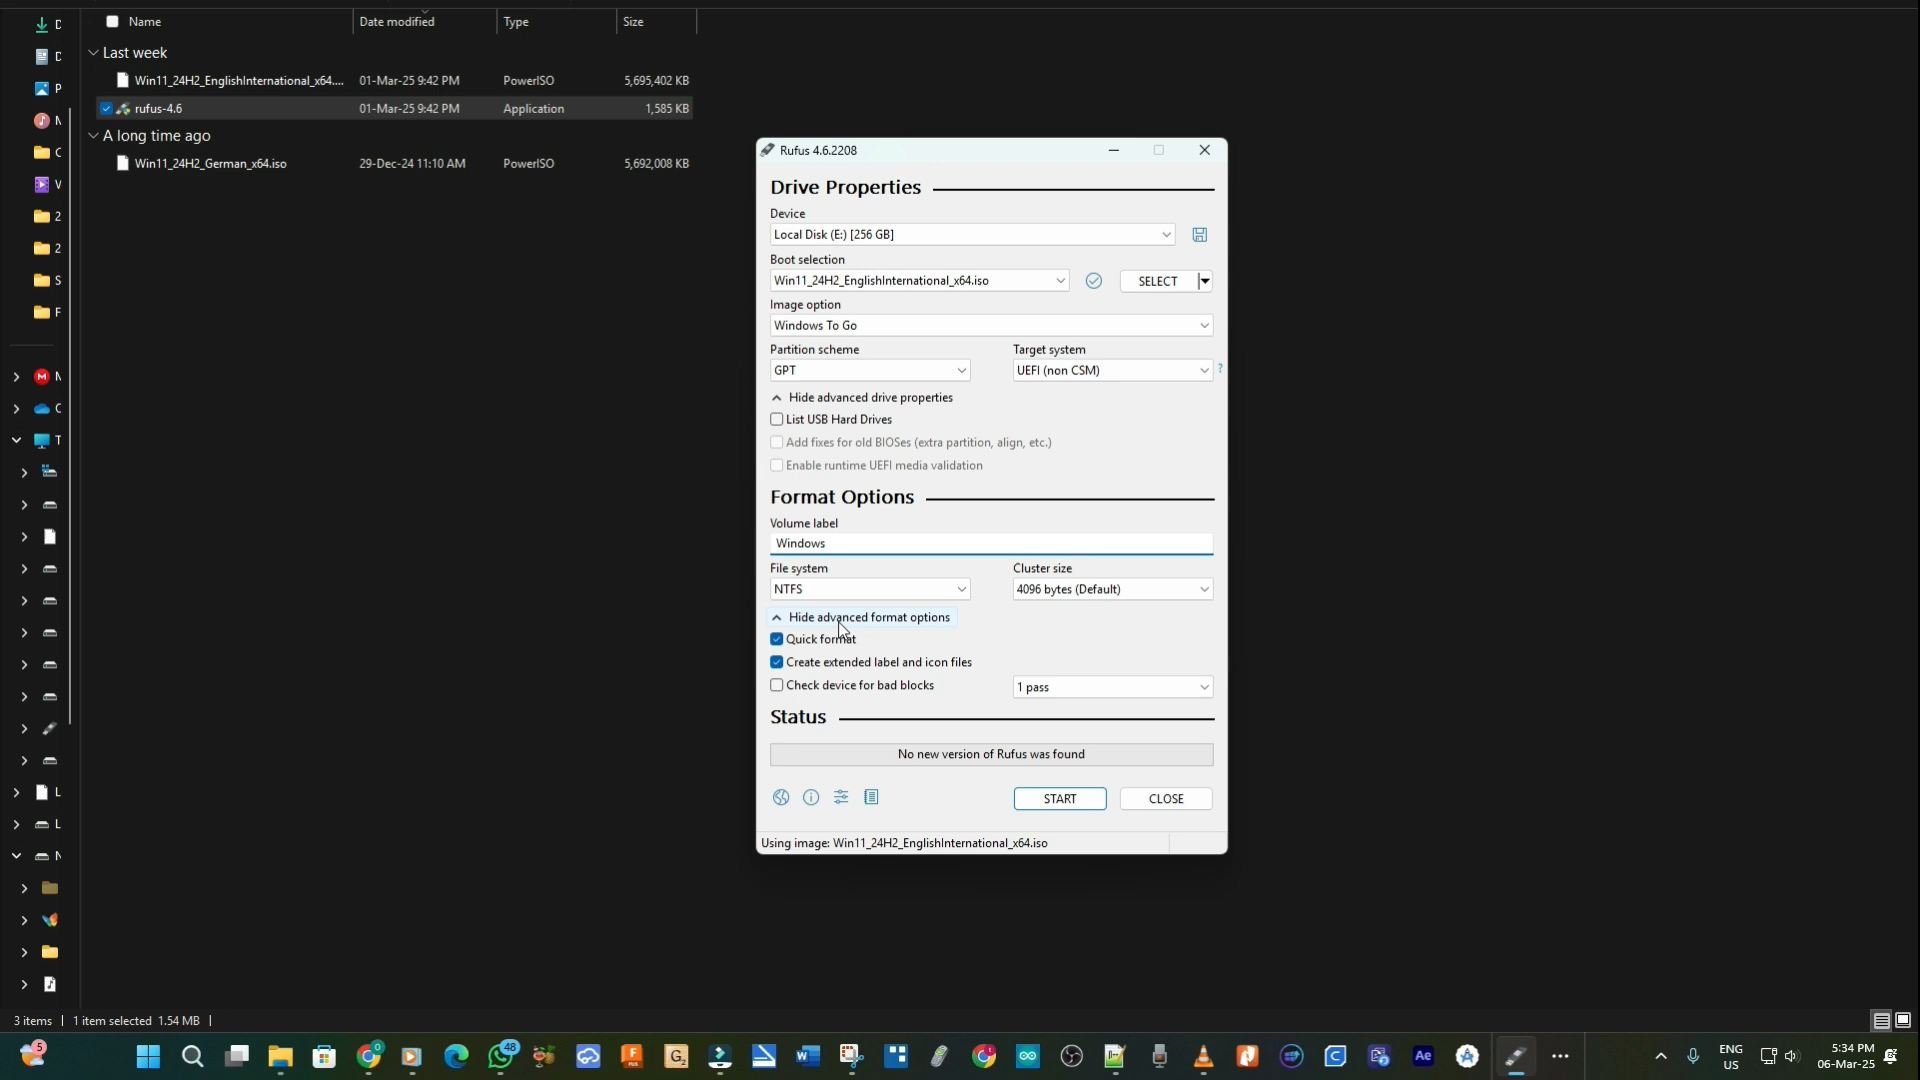 Name Date modified Type Size
Last week
Win11_24H2_EnglishInternational_x64.... 01-Mar-25 9:42 PM PowerISO 5,695,402 KB
rufus-4.6 01-Mar-25 9:42 PM Application 1,585 KB
A long time ago
Win11_24H2_German_x64.iso 29-Dec-24 11:10 AM PowerISO 5,692,008 KB
Rufus 4.6.2208
Drive Properties
Device
Local Disk (E:) [256 GB]
Boot selection
Win11_24H2_EnglishInternational_x64.iso SELECT
Image option
Windows To Go
Partition scheme Target system
GPT UEFI (non CSM) ?
Hide advanced drive properties
List USB Hard Drives
Add fixes for old BIOSes (extra partition, align, etc.)
Enable runtime UEFI media validation
Format Options
Volume label
Windows
File system Cluster size
NTFS 4096 bytes (Default)
Hide advanced format options
Quick format
Create extended label and icon files
Check device for bad blocks 1 pass
Status
No new version of Rufus was found
START CLOSE
Using image: Win11_24H2_EnglishInternational_x64.iso
3 items 1 item selected 1.54 MB
5 0 48 Ae ENG 5:34 PM
US 06-Mar-25